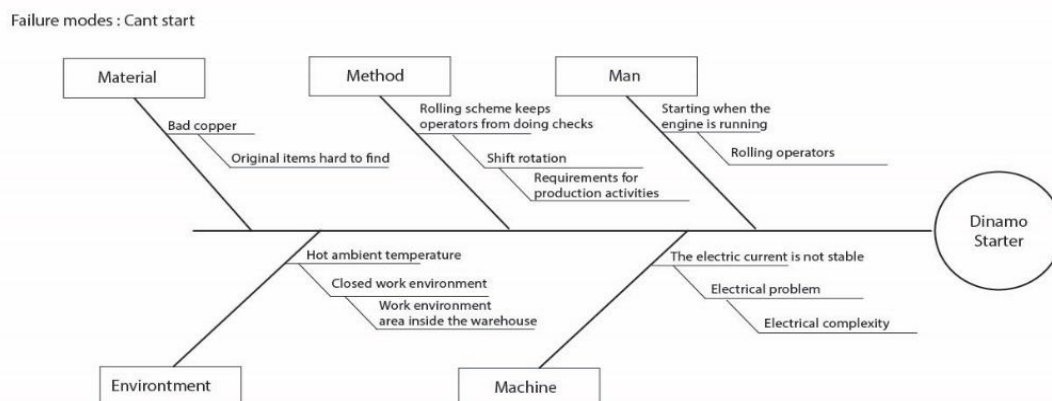 Failure modes : Cant start
Material
Method
Man
Bad copper
Original items hard to find
Rolling scheme keeps
operators from doing checks
Shift rotation
Requirements for
production activities
Starting when the
engine is running
Rolling operators
Dinamo
Starter
Hot ambient temperature
Closed work environment
Work environment
area inside the warehouse
The electric current is not stable
Electrical problem
Electrical complexity
Environtment
Machine